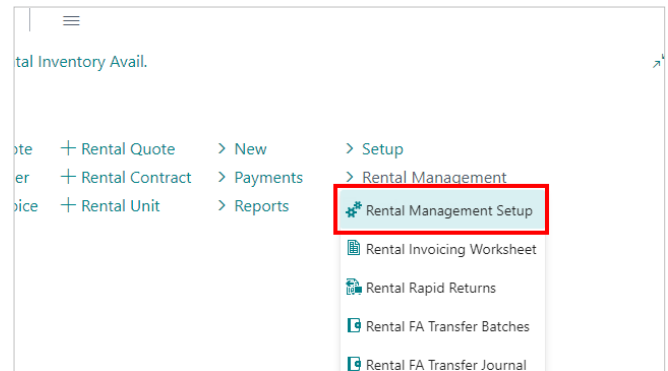 tal Inventory Avail.
ote + Rental Quote > New > Setup
er + Rental Contract > Payments > Rental Management
oice + Rental Unit > Reports
Rental Management Setup
Rental Invoicing Worksheet
Rental Rapid Returns
Rental FA Transfer Batches
Rental FA Transfer Journal